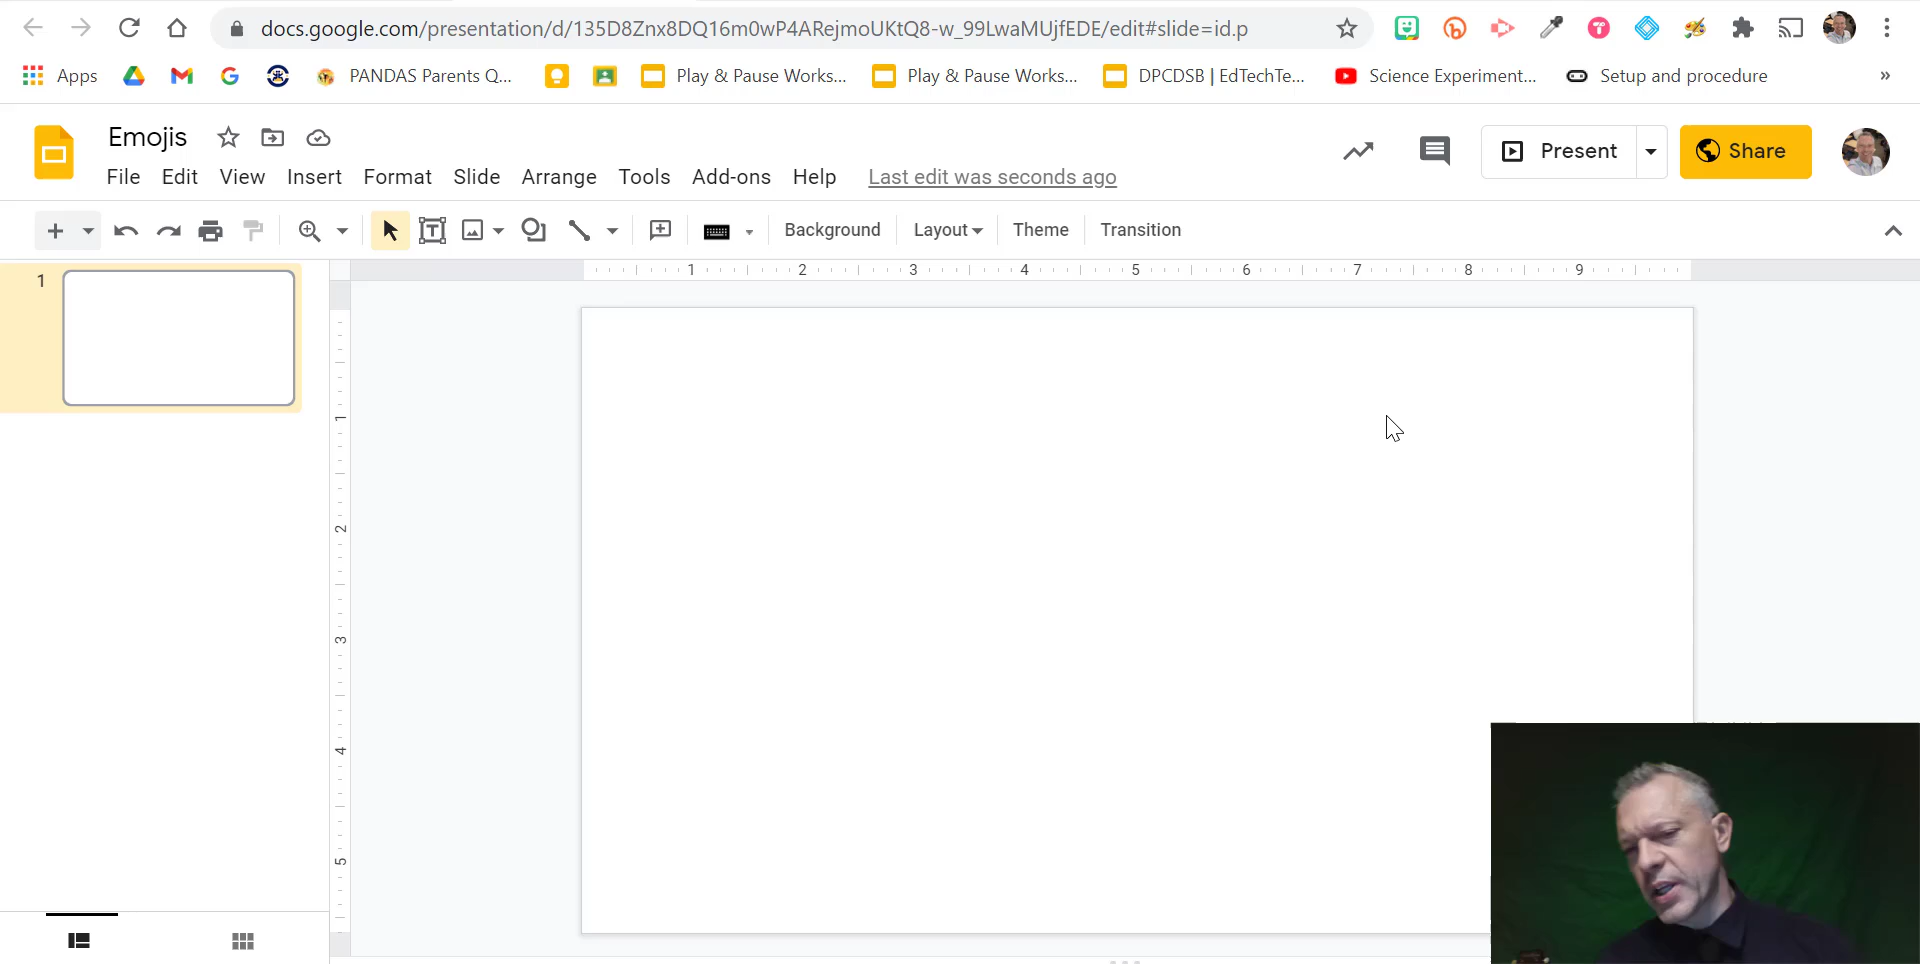 docs.google.com/presentation/d/135D8Znx8DQ16m0wP4ARejmoUKtQ8-w_99LwaMUjfEDE/edit#slide=id.p
Apps PANDAS Parents Q... Play & Pause Works... Play & Pause Works... DPCDSB | EdTechTe... Science Experiment... Setup and procedure »
Emojis
File Edit View Insert Format Slide Arrange Tools Add-ons Help Last edit was seconds ago
Present Share
Background Layout Theme Transition
1 2 3 4 5 6 7 8 9
1
1
2
3
4
5